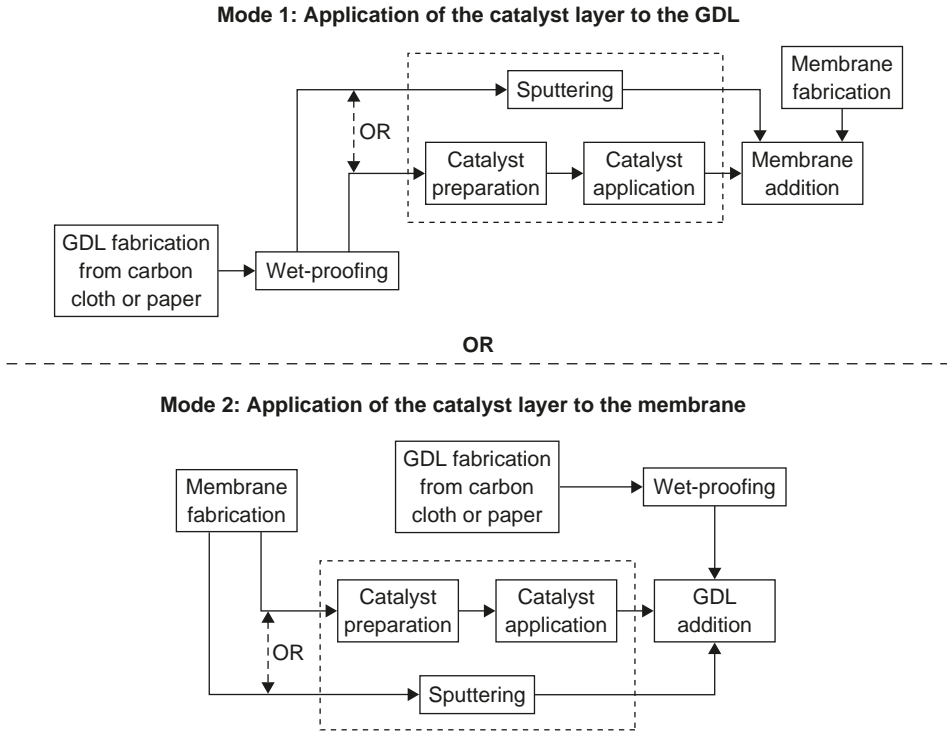 Mode 1: Application of the catalyst layer to the GDL
Membrane
fabrication
Sputtering
OR
Catalyst
preparation
Catalyst
application
Membrane
addition
GDL fabrication
from carbon
cloth or paper
Wet-proofing
OR
Mode 2: Application of the catalyst layer to the membrane
GDL fabrication
from carbon
cloth or paper
Wet-proofing
Membrane
fabrication
Catalyst
preparation
Catalyst
application
GDL
addition
OR
Sputtering